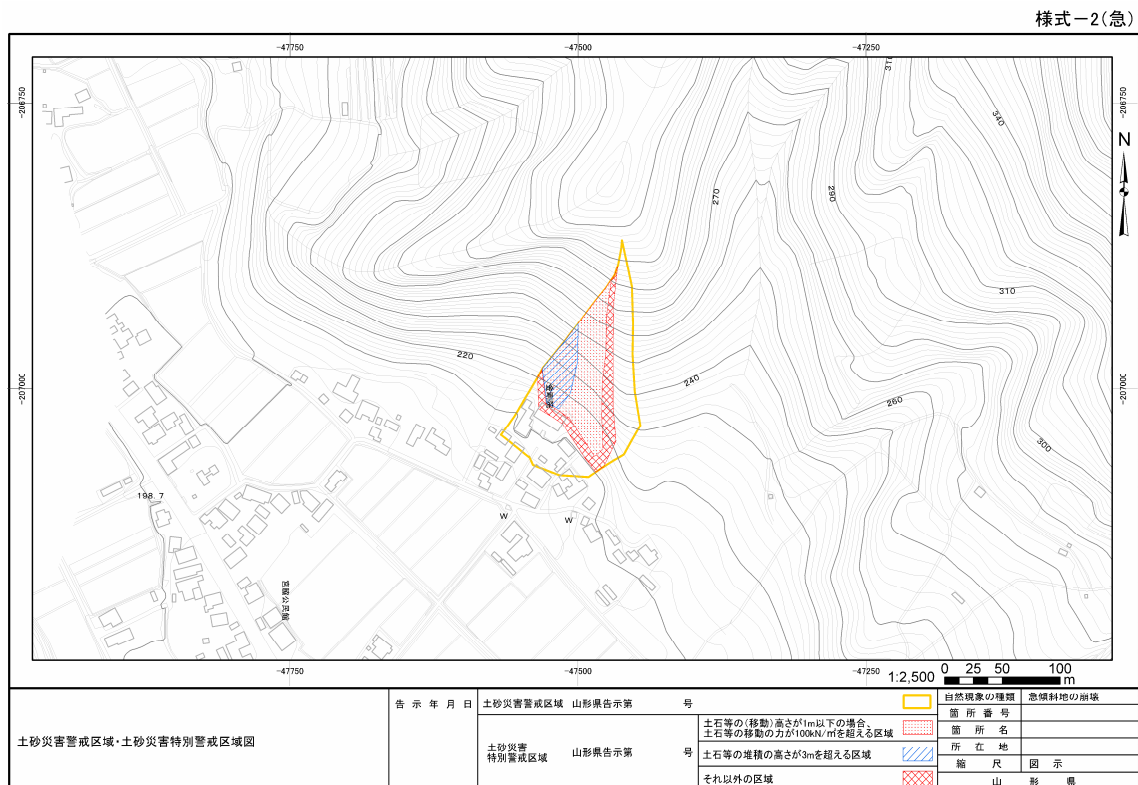 様式－2(急)
-47750
-47500
-47250
-206750
-206750
310
340
N
270
290
310
220
240
-207000
-207000
260
300
198.7
W
W
宮脇公民館
-47750
-47500
-47250
1:2,500
0 25 50 100
m
土砂災害警戒区域・土砂災害特別警戒区域図
告示年月日
土砂災害警戒区域 山形県告示第 号
土砂災害
特別警戒区域
山形県告示第 号
土石等の(移動)高さが1m以下の場合、
土石等の移動の力が100kN/㎡を超える区域
土石等の堆積の高さが3mを超える区域
それ以外の区域
自然現象の種類 急傾斜地の崩壊
箇所番号
箇所名
所在地
縮尺 図示
山形県